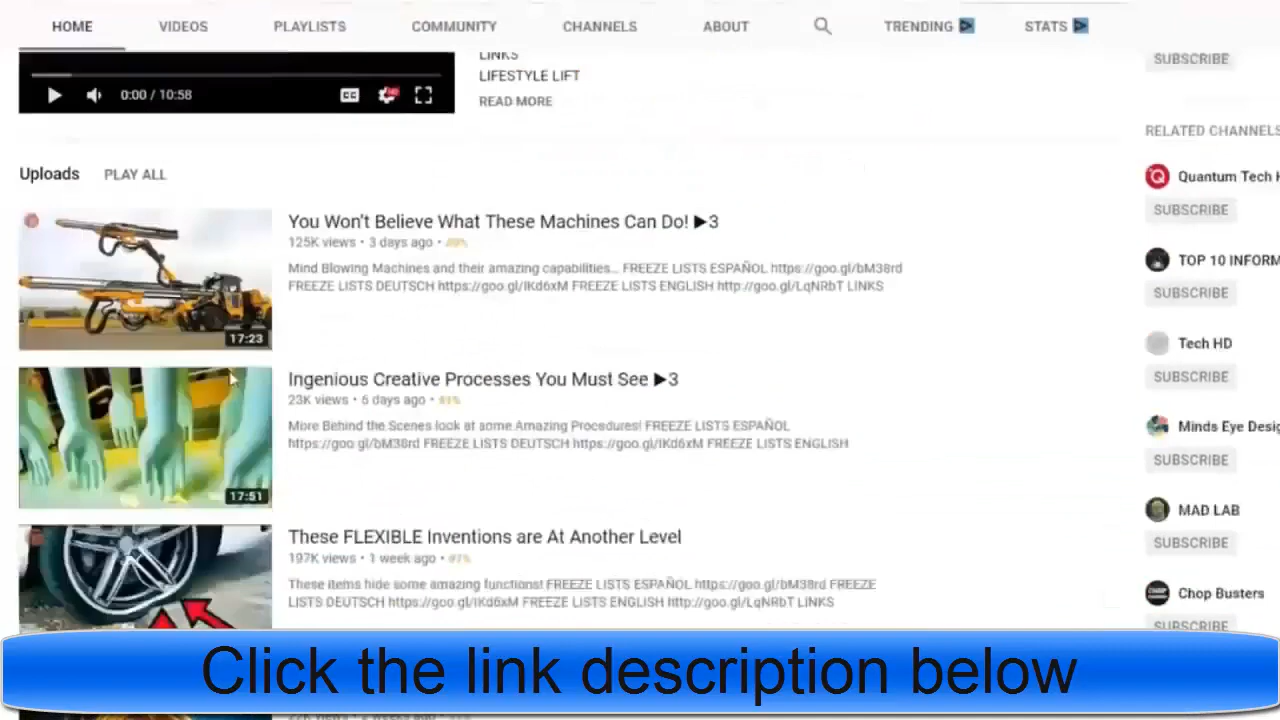 HOME VIDEOS PLAYLISTS COMMUNITY CHANNELS ABOUT TRENDING STATS
LINKS
SUBSCRIBE
LIFESTYLE LIFT
0:00 / 10:58
READ MORE
RELATED CHANNELS
Uploads PLAY ALL
Quantum Tech
SUBSCRIBE
You Won't Believe What These Machines Can Do! ▶3
125K views • 3 days ago •
Mind Blowing Machines and their amazing capabilities... FREEZE LISTS ESPAÑOL https://goo.gl/bM38rd
FREEZE LISTS DEUTSCH https://goo.gl/IKd6xM FREEZE LISTS ENGLISH http://goo.gl/LqNRbT LINKS
17:23
TOP 10 INFORM
SUBSCRIBE
Tech HD
SUBSCRIBE
Ingenious Creative Processes You Must See ▶3
23K views • 6 days ago •
More Behind the Scenes look at some Amazing Procedures! FREEZE LISTS ESPAÑOL
https://goo.gl/bM38rd FREEZE LISTS DEUTSCH https://goo.gl/IKd6xM FREEZE LISTS ENGLISH
17:51
Minds Eye Desig
SUBSCRIBE
MAD LAB
SUBSCRIBE
These FLEXIBLE Inventions are At Another Level
197K views • 1 week ago •
These items hide some amazing functions! FREEZE LISTS ESPAÑOL https://goo.gl/bM38rd FREEZE
LISTS DEUTSCH https://goo.gl/IKd6xM FREEZE LISTS ENGLISH http://goo.gl/LqNRbT LINKS
Chop Busters
SUBSCRIBE
Click the link description below